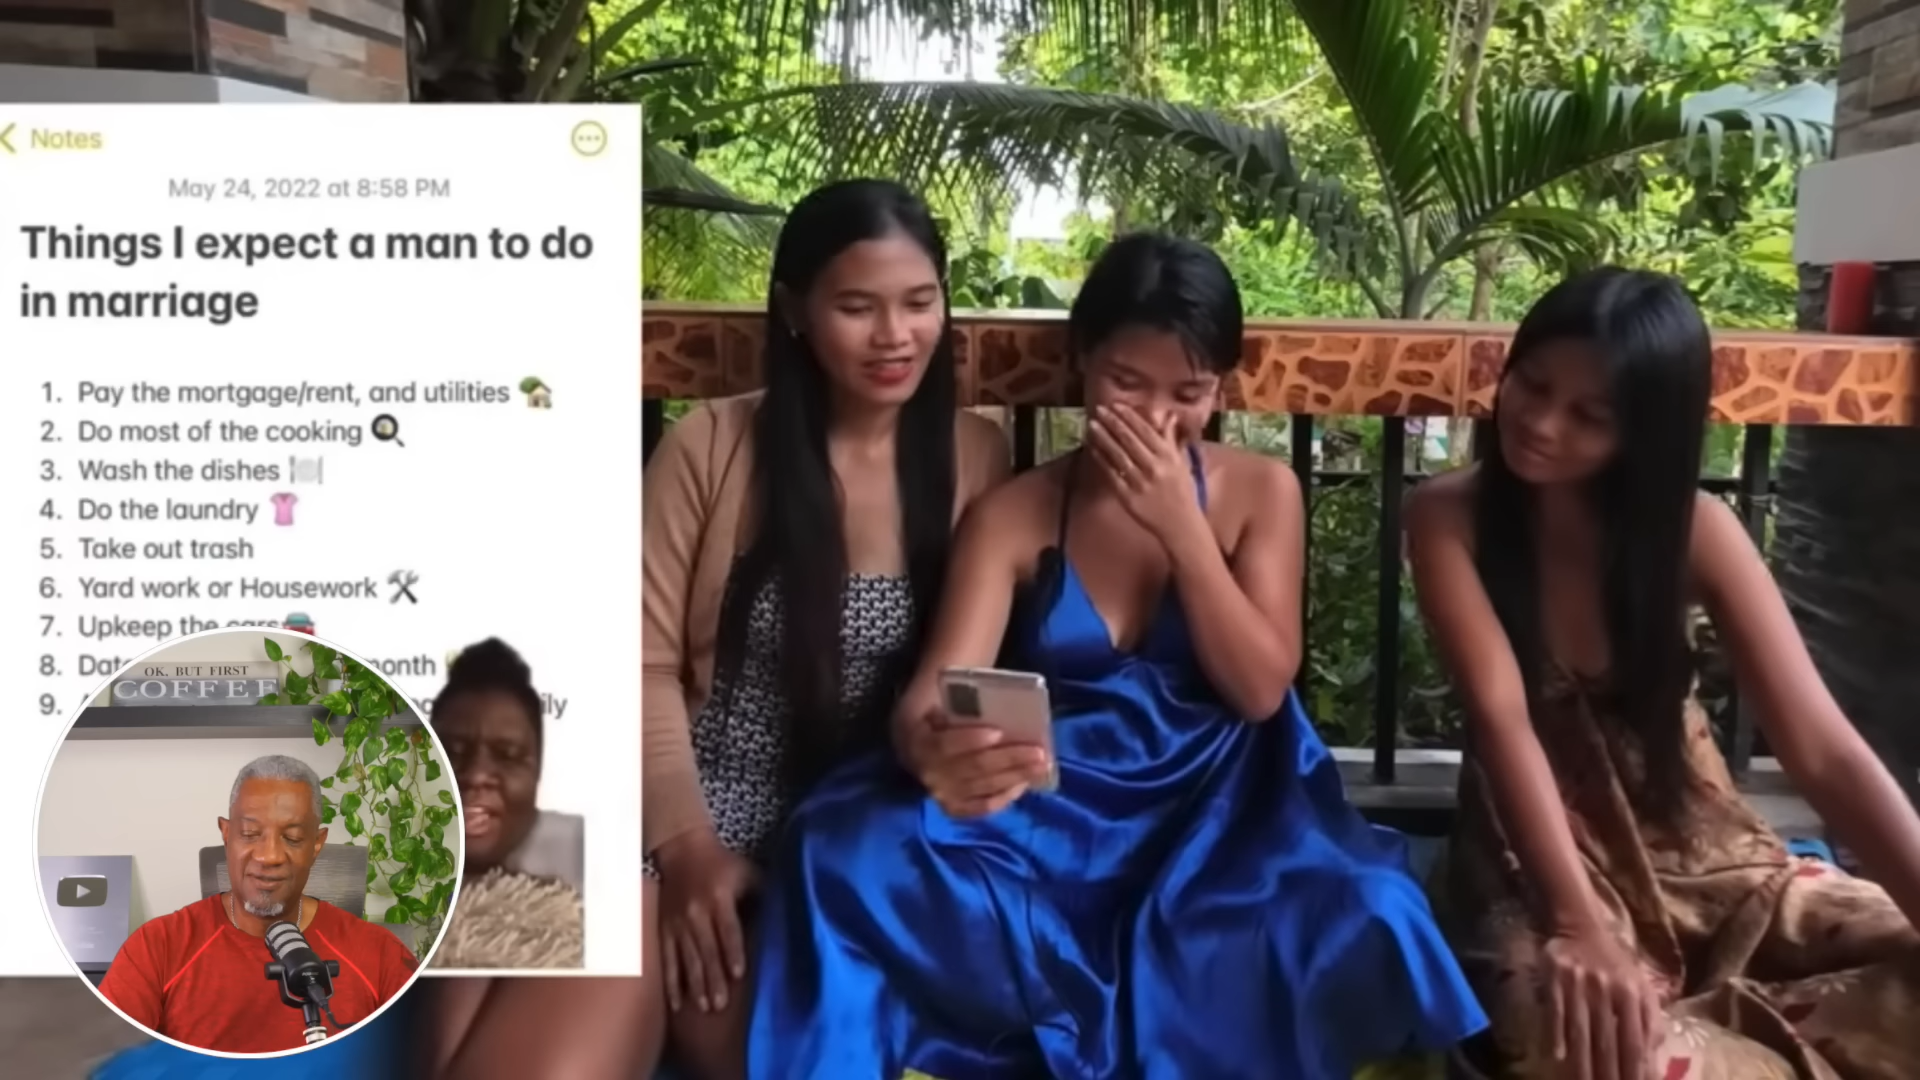 Notes
May 24, 2022 at 8:58 PM
Things I expect a man to do
in marriage
1. Pay the mortgage/rent, and utilities
2. Do most of the cooking
3. Wash the dishes
4. Do the laundry
5. Take out trash
6. Yard work or Housework
7. Upkeep the cars
8. month
9.
OK, BUT FIRST
COFFEE